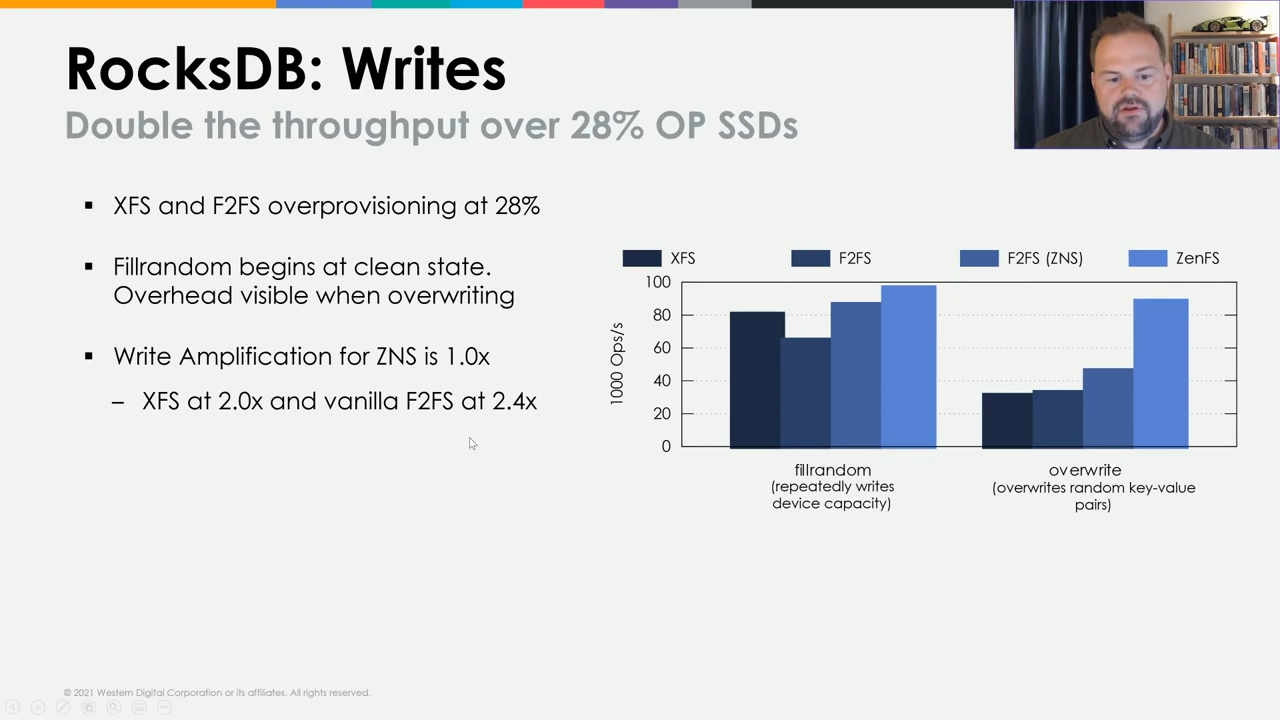 RocksDB: Writes
Double the throughput over 28% OP SSDs
▪ XFS and F2FS overprovisioning at 28%
▪ Fillrandom begins at clean state.
Overhead visible when overwriting
▪ Write Amplification for ZNS is 1.0x
– XFS at 2.0x and vanilla F2FS at 2.4x
XFS F2FS F2FS (ZNS) ZenFS
1000 Ops/s
100
80
60
40
20
0
fillrandom
(repeatedly writes
device capacity)
overwrite
(overwrites random key-value
pairs)
© 2021 Western Digital Corporation or its affiliates. All rights reserved.